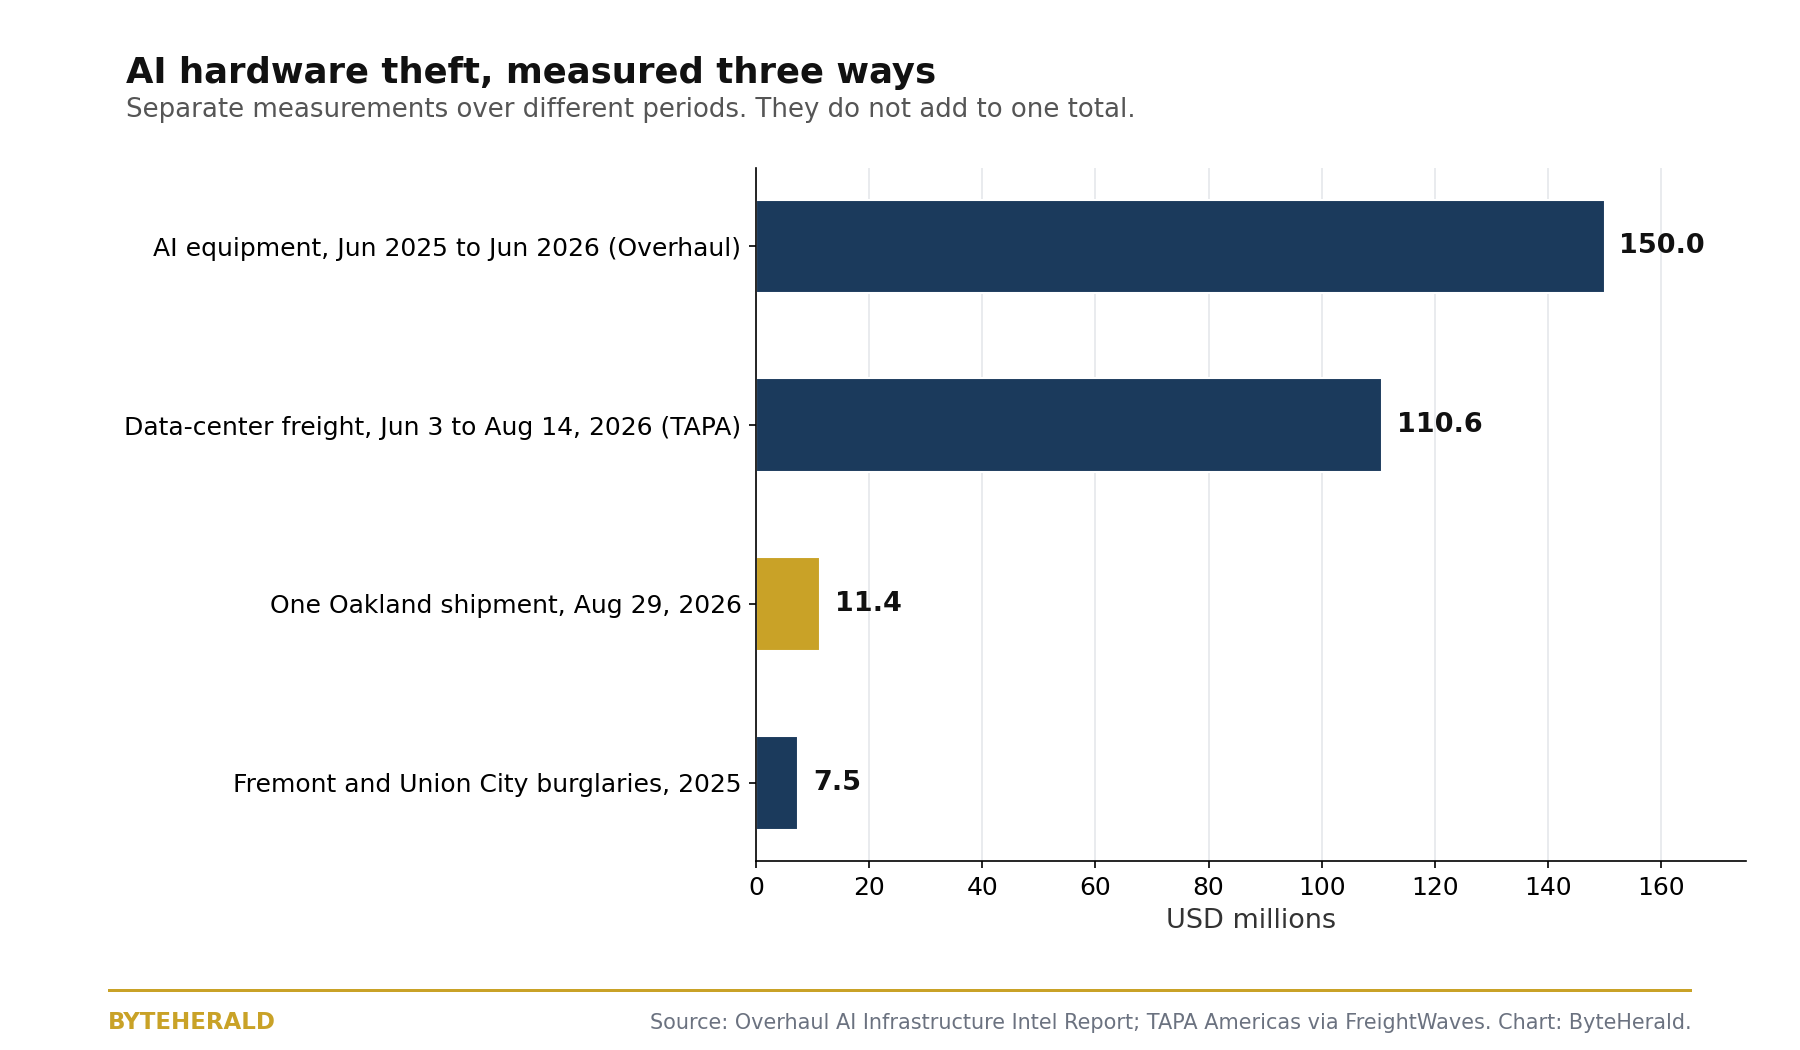 AI hardware theft, measured three ways
Separate measurements over different periods. They do not add to one total.
AI equipment, Jun 2025 to Jun 2026 (Overhaul)
150.0
Data-center freight, Jun 3 to Aug 14, 2026 (TAPA)
110.6
One Oakland shipment, Aug 29, 2026
11.4
Fremont and Union City burglaries, 2025
7.5
0 20 40 60 80 100 120 140 160
USD millions
BYTEHERALD
Source: Overhaul AI Infrastructure Intel Report; TAPA Americas via FreightWaves. Chart: ByteHerald.